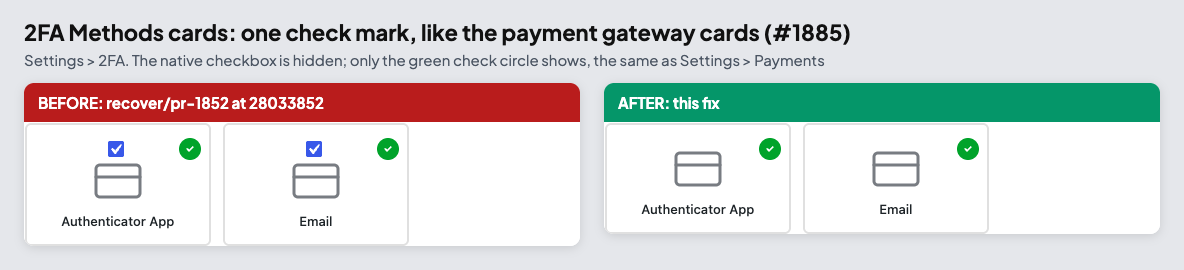 2FA Methods cards: one check mark, like the payment gateway cards (#1885)
Settings > 2FA. The native checkbox is hidden; only the green check circle shows, the same as Settings > Payments
BEFORE: recover/pr-1852 at 28033852
Authenticator App
Email
AFTER: this fix
Authenticator App
Email